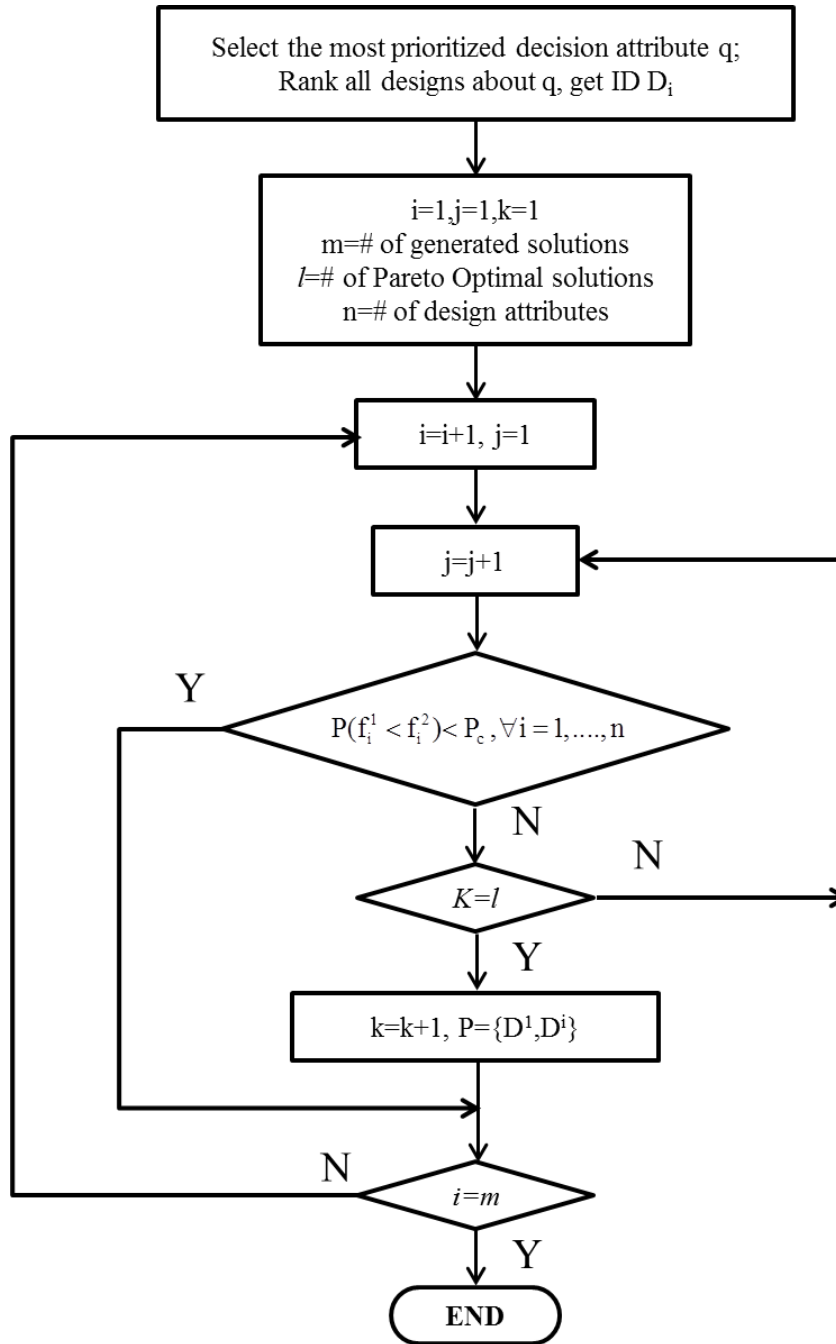 Select the most prioritized decision attribute q;
Rank all designs about q, get ID Dᵢ
i=1,j=1,k=1
m=# of generated solutions
l=# of Pareto Optimal solutions
n=# of design attributes
i=i+1, j=1
j=j+1
Y
P(fᵢ¹ < fᵢ²)< P_c ,∀i = 1,....,n
N
K=l
N
Y
k=k+1, P={D¹,Dⁱ}
N
i=m
Y
END